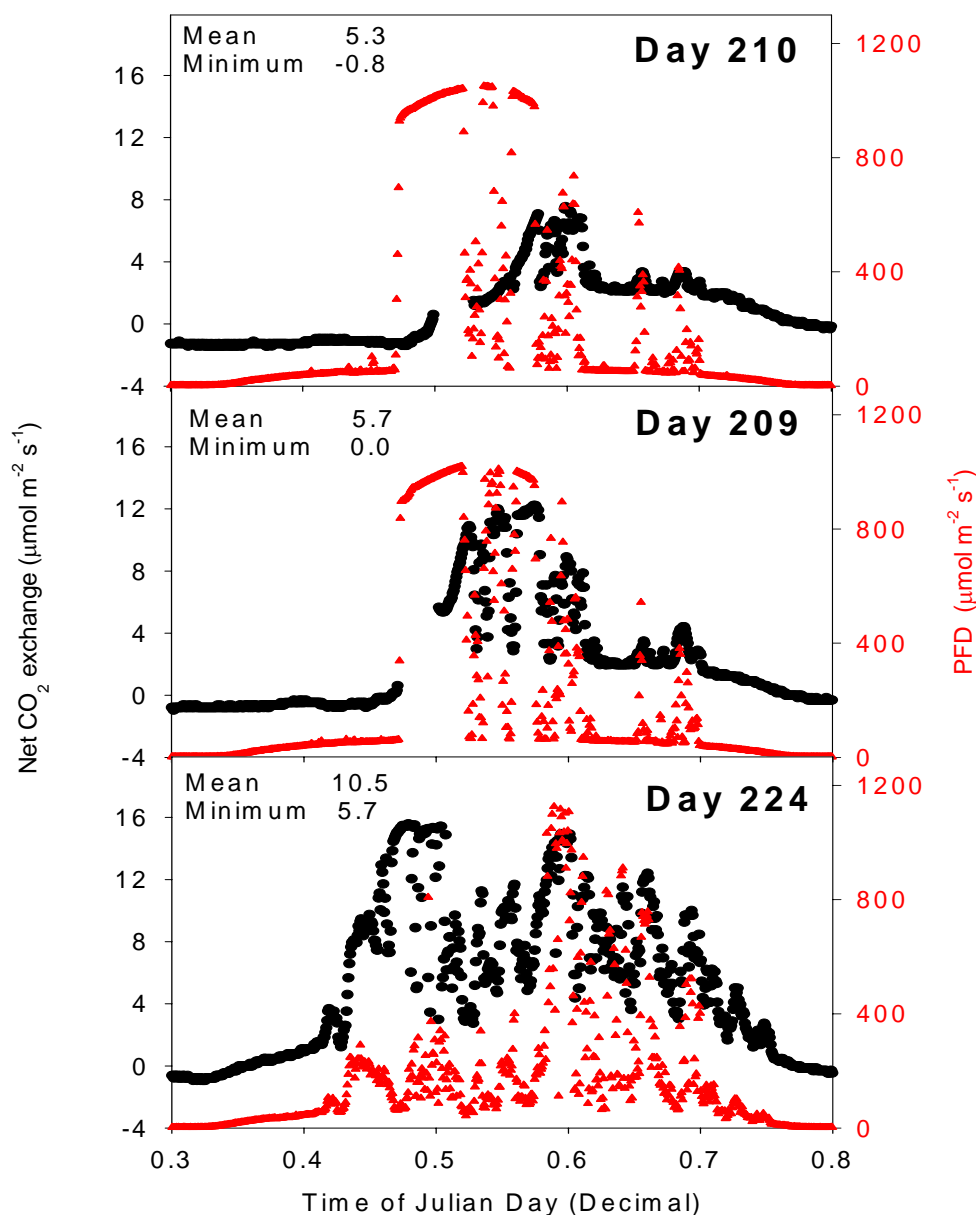 Mean 5.3
Minimum -0.8
Day 210
16
12
8
4
0
-4
1200
800
400
0
Mean 5.7
Minimum 0.0
Day 209
16
12
8
4
0
-4
1200
800
400
0
Mean 10.5
Minimum 5.7
Day 224
16
12
8
4
0
-4
1200
800
400
0
0.3 0.4 0.5 0.6 0.7 0.8
Time of Julian Day (Decimal)
Net CO₂ exchange (μmol m⁻² s⁻¹)
PFD (μmol m⁻² s⁻¹)